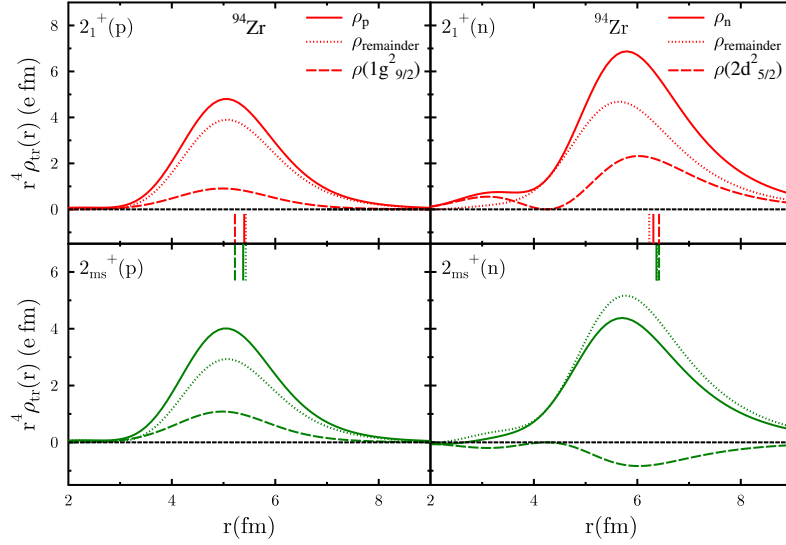 2₁⁺(p) ⁹⁴Zr ρₚ
ρremainder
ρ(1g²₉/₂)
2₁⁺(n) ⁹⁴Zr ρₙ
ρremainder
ρ(2d²₅/₂)
8
6
4
2
0
r⁴ρtr(r) (e fm)
2ms⁺(p)
2ms⁺(n)
6
4
2
0
r⁴ρtr(r) (e fm)
2 4 6 8 2 4 6 8
r(fm) r(fm)